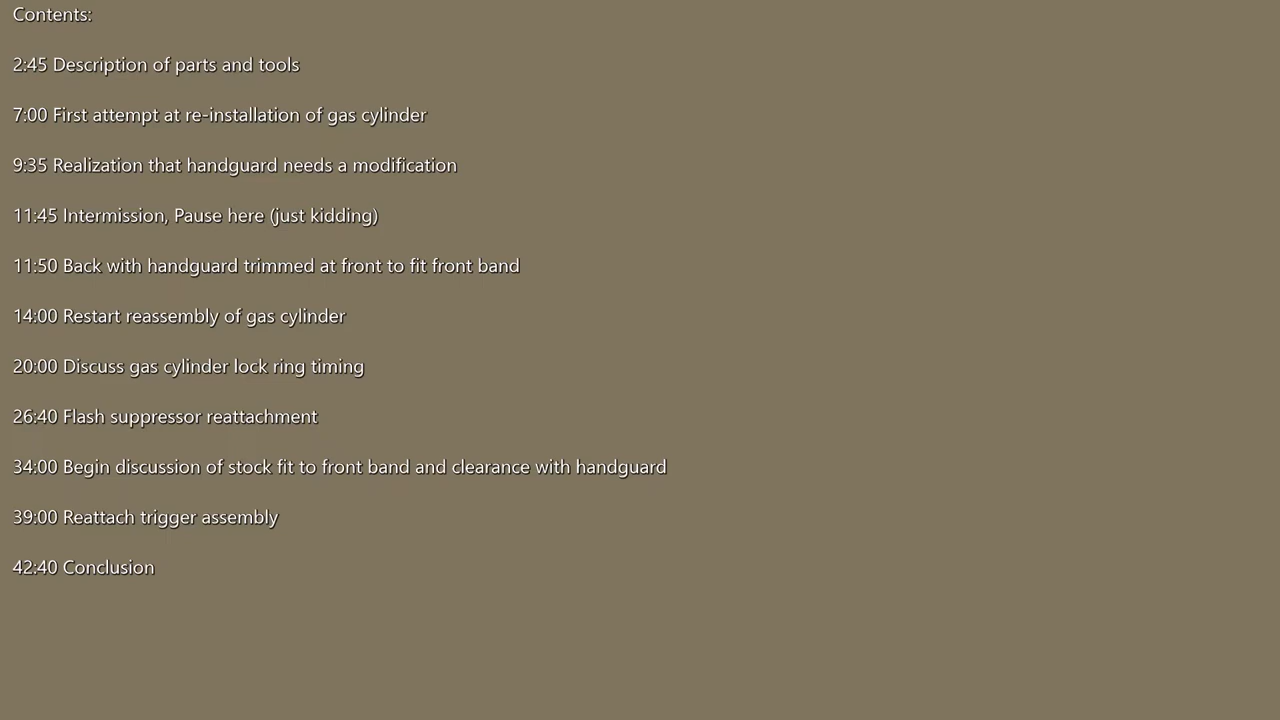 Contents:
2:45 Description of parts and tools
7:00 First attempt at re-installation of gas cylinder
9:35 Realization that handguard needs a modification
11:45 Intermission, Pause here (just kidding)
11:50 Back with handguard trimmed at front to fit front band
14:00 Restart reassembly of gas cylinder
20:00 Discuss gas cylinder lock ring timing
26:40 Flash suppressor reattachment
34:00 Begin discussion of stock fit to front band and clearance with handguard
39:00 Reattach trigger assembly
42:40 Conclusion